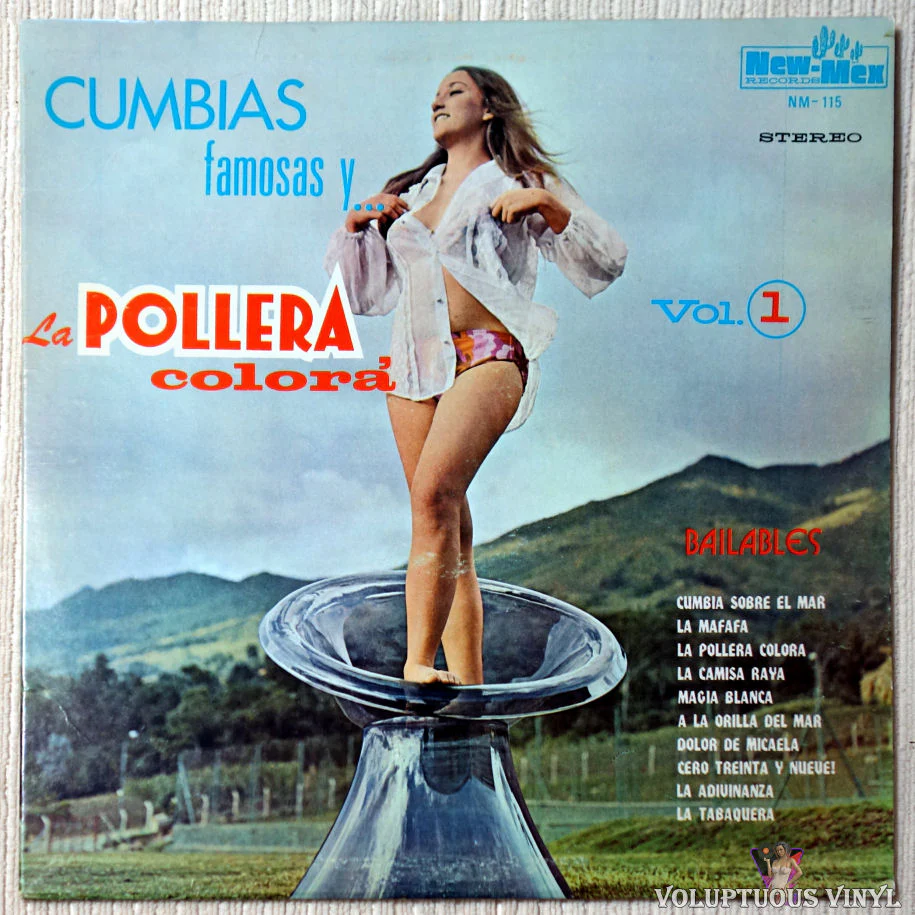 CUMBIAS
famosas y...
La POLLERA
colorá
New-Mex
RECORDS
NM-115
STEREO
Vol. 1
BAILABLES
CUMBIA SOBRE EL MAR
LA MAFAFA
LA POLLERA COLORA
LA CAMISA RAYA
MAGIA BLANCA
A LA ORILLA DEL MAR
DOLOR DE MICAELA
CERO TREINTA Y NUEVE!
LA ADIVINANZA
LA TABAQUERA
VOLUPTUOUS VINYL